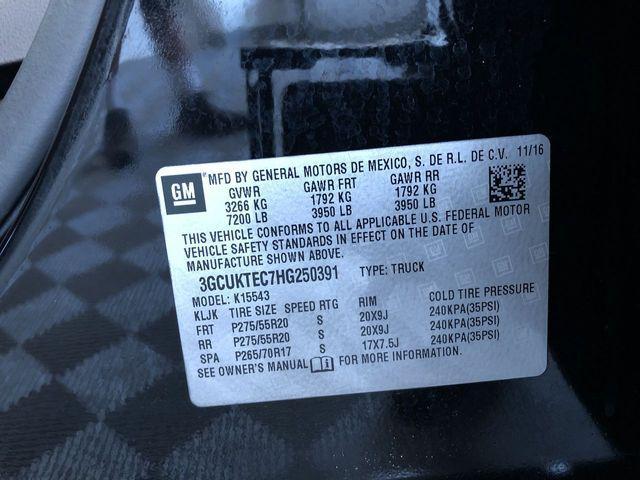 GM
MFD BY GENERAL MOTORS DE MEXICO, S. DE R.L. DE C.V. 11/16
GVWR GAWR FRT GAWR RR
3266 KG 1792 KG 1792 KG
7200 LB 3950 LB 3950 LB
THIS VEHICLE CONFORMS TO ALL APPLICABLE U.S. FEDERAL MOTOR
VEHICLE SAFETY STANDARDS IN EFFECT ON THE DATE OF
MANUFACTURE SHOWN ABOVE.
3GCUKTEC7HG250391 TYPE: TRUCK
MODEL: K15543
KLJK TIRE SIZE SPEED RTG RIM COLD TIRE PRESSURE
FRT P275/55R20 S 20X9J 240KPA(35PSI)
RR P275/55R20 S 20X9J 240KPA(35PSI)
SPA P265/70R17 S 17X7.5J 240KPA(35PSI)
SEE OWNER'S MANUAL FOR MORE INFORMATION.